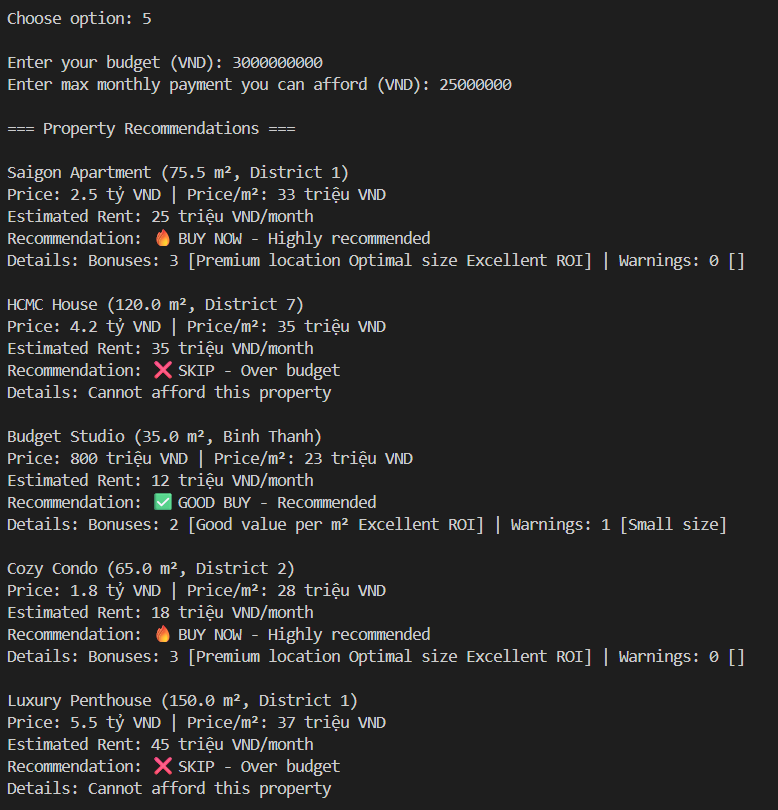 Choose option: 5
Enter your budget (VND): 3000000000
Enter max monthly payment you can afford (VND): 25000000
=== Property Recommendations ===
Saigon Apartment (75.5 m², District 1)
Price: 2.5 tỷ VND | Price/m²: 33 triệu VND
Estimated Rent: 25 triệu VND/month
Recommendation: 🔥 BUY NOW - Highly recommended
Details: Bonuses: 3 [Premium location Optimal size Excellent ROI] | Warnings: 0 []
HCMC House (120.0 m², District 7)
Price: 4.2 tỷ VND | Price/m²: 35 triệu VND
Estimated Rent: 35 triệu VND/month
Recommendation: ❌ SKIP - Over budget
Details: Cannot afford this property
Budget Studio (35.0 m², Binh Thanh)
Price: 800 triệu VND | Price/m²: 23 triệu VND
Estimated Rent: 12 triệu VND/month
Recommendation: ✅ GOOD BUY - Recommended
Details: Bonuses: 2 [Good value per m² Excellent ROI] | Warnings: 1 [Small size]
Cozy Condo (65.0 m², District 2)
Price: 1.8 tỷ VND | Price/m²: 28 triệu VND
Estimated Rent: 18 triệu VND/month
Recommendation: 🔥 BUY NOW - Highly recommended
Details: Bonuses: 3 [Premium location Optimal size Excellent ROI] | Warnings: 0 []
Luxury Penthouse (150.0 m², District 1)
Price: 5.5 tỷ VND | Price/m²: 37 triệu VND
Estimated Rent: 45 triệu VND/month
Recommendation: ❌ SKIP - Over budget
Details: Cannot afford this property